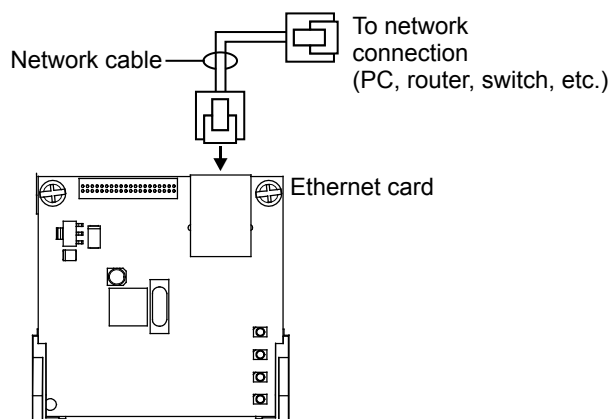 To network
connection
(PC, router, switch, etc.)
Network cable
Ethernet card